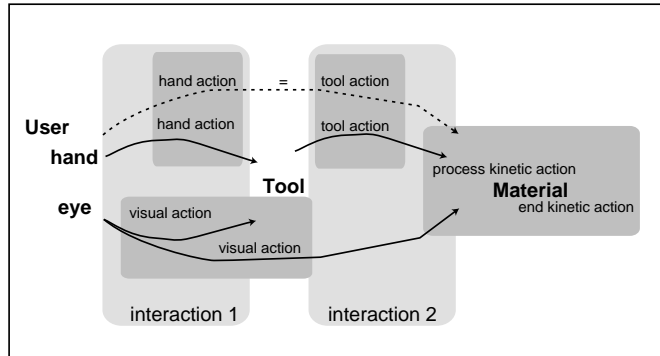 hand action = tool action
User
hand action tool action
hand
process kinetic action
Tool Material
eye
visual action end kinetic action
visual action
interaction 1 interaction 2